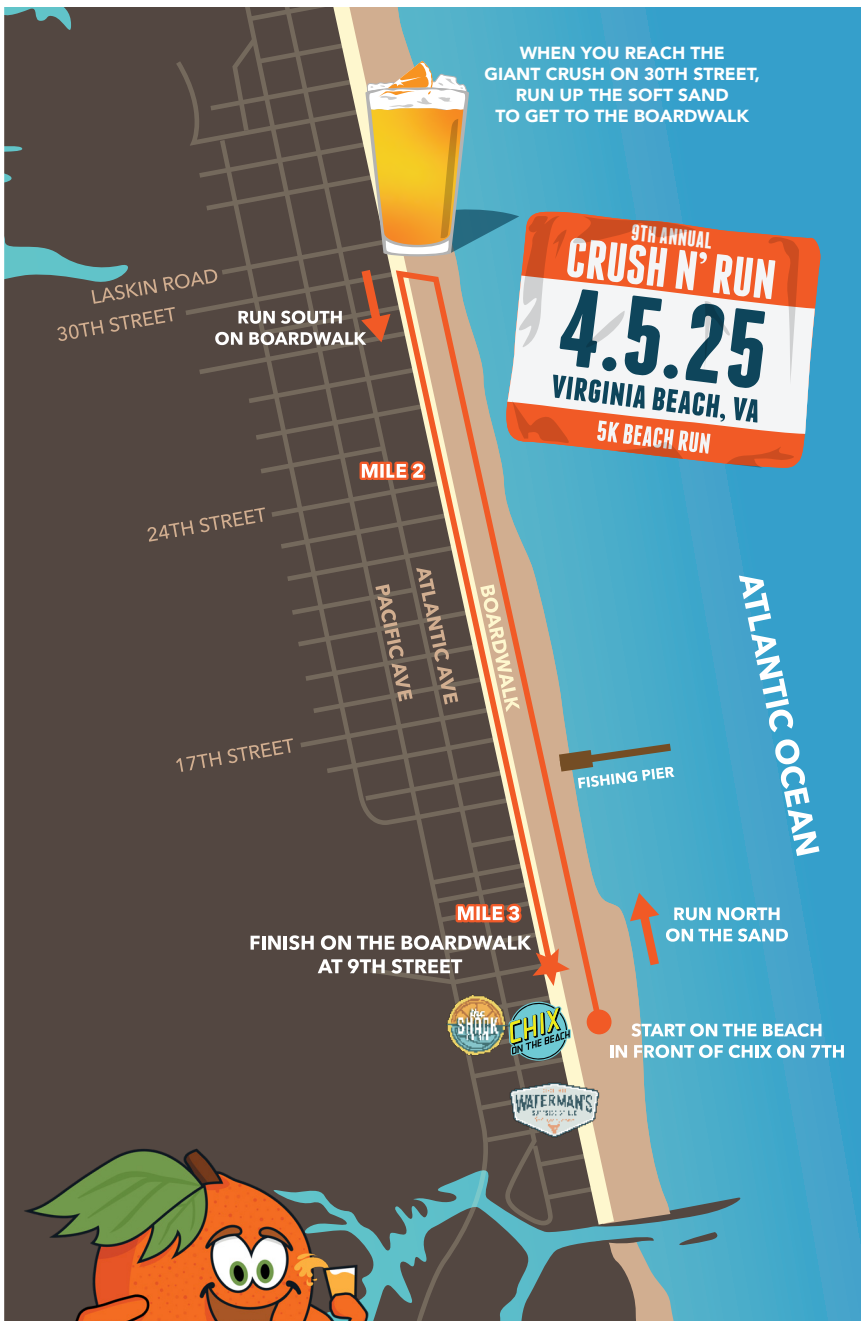 WHEN YOU REACH THE
GIANT CRUSH ON 30TH STREET,
RUN UP THE SOFT SAND
TO GET TO THE BOARDWALK
9TH ANNUAL
CRUSH N' RUN
4.5.25
VIRGINIA BEACH, VA
5K BEACH RUN
LASKIN ROAD
30TH STREET
RUN SOUTH
ON BOARDWALK
MILE 2
24TH STREET
PACIFIC AVE
ATLANTIC AVE
BOARDWALK
ATLANTIC OCEAN
17TH STREET
FISHING PIER
MILE 3
FINISH ON THE BOARDWALK
AT 9TH STREET
RUN NORTH
ON THE SAND
the
SHACK
CHIX
ON THE BEACH
START ON THE BEACH
IN FRONT OF CHIX ON 7TH
WATERMAN'S